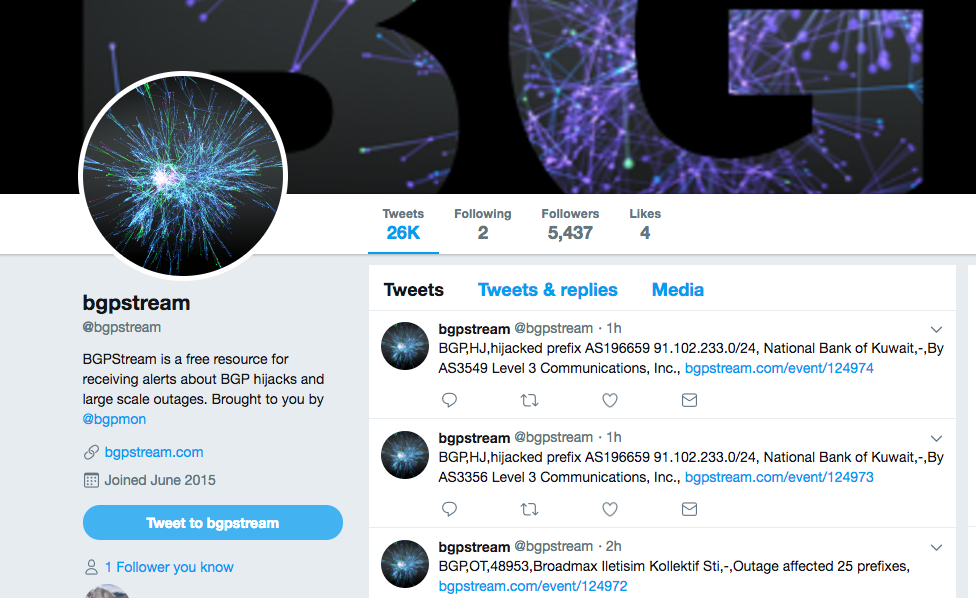 BG
Tweets
26K
Following
2
Followers
5,437
Likes
4
bgpstream
@bgpstream
BGPStream is a free resource for
receiving alerts about BGP hijacks and
large scale outages. Brought to you by
@bgpmon
bgpstream.com
Joined June 2015
Tweet to bgpstream
1 Follower you know
Tweets Tweets & replies Media
bgpstream @bgpstream · 1h
BGP,HJ,hijacked prefix AS196659 91.102.233.0/24, National Bank of Kuwait,-,By
AS3549 Level 3 Communications, Inc., bgpstream.com/event/124974
bgpstream @bgpstream · 1h
BGP,HJ,hijacked prefix AS196659 91.102.233.0/24, National Bank of Kuwait,-,By
AS3356 Level 3 Communications, Inc., bgpstream.com/event/124973
bgpstream @bgpstream · 2h
BGP,OT,48953,Broadmax Iletisim Kollektif Sti,-,Outage affected 25 prefixes,
bgpstream.com/event/124972